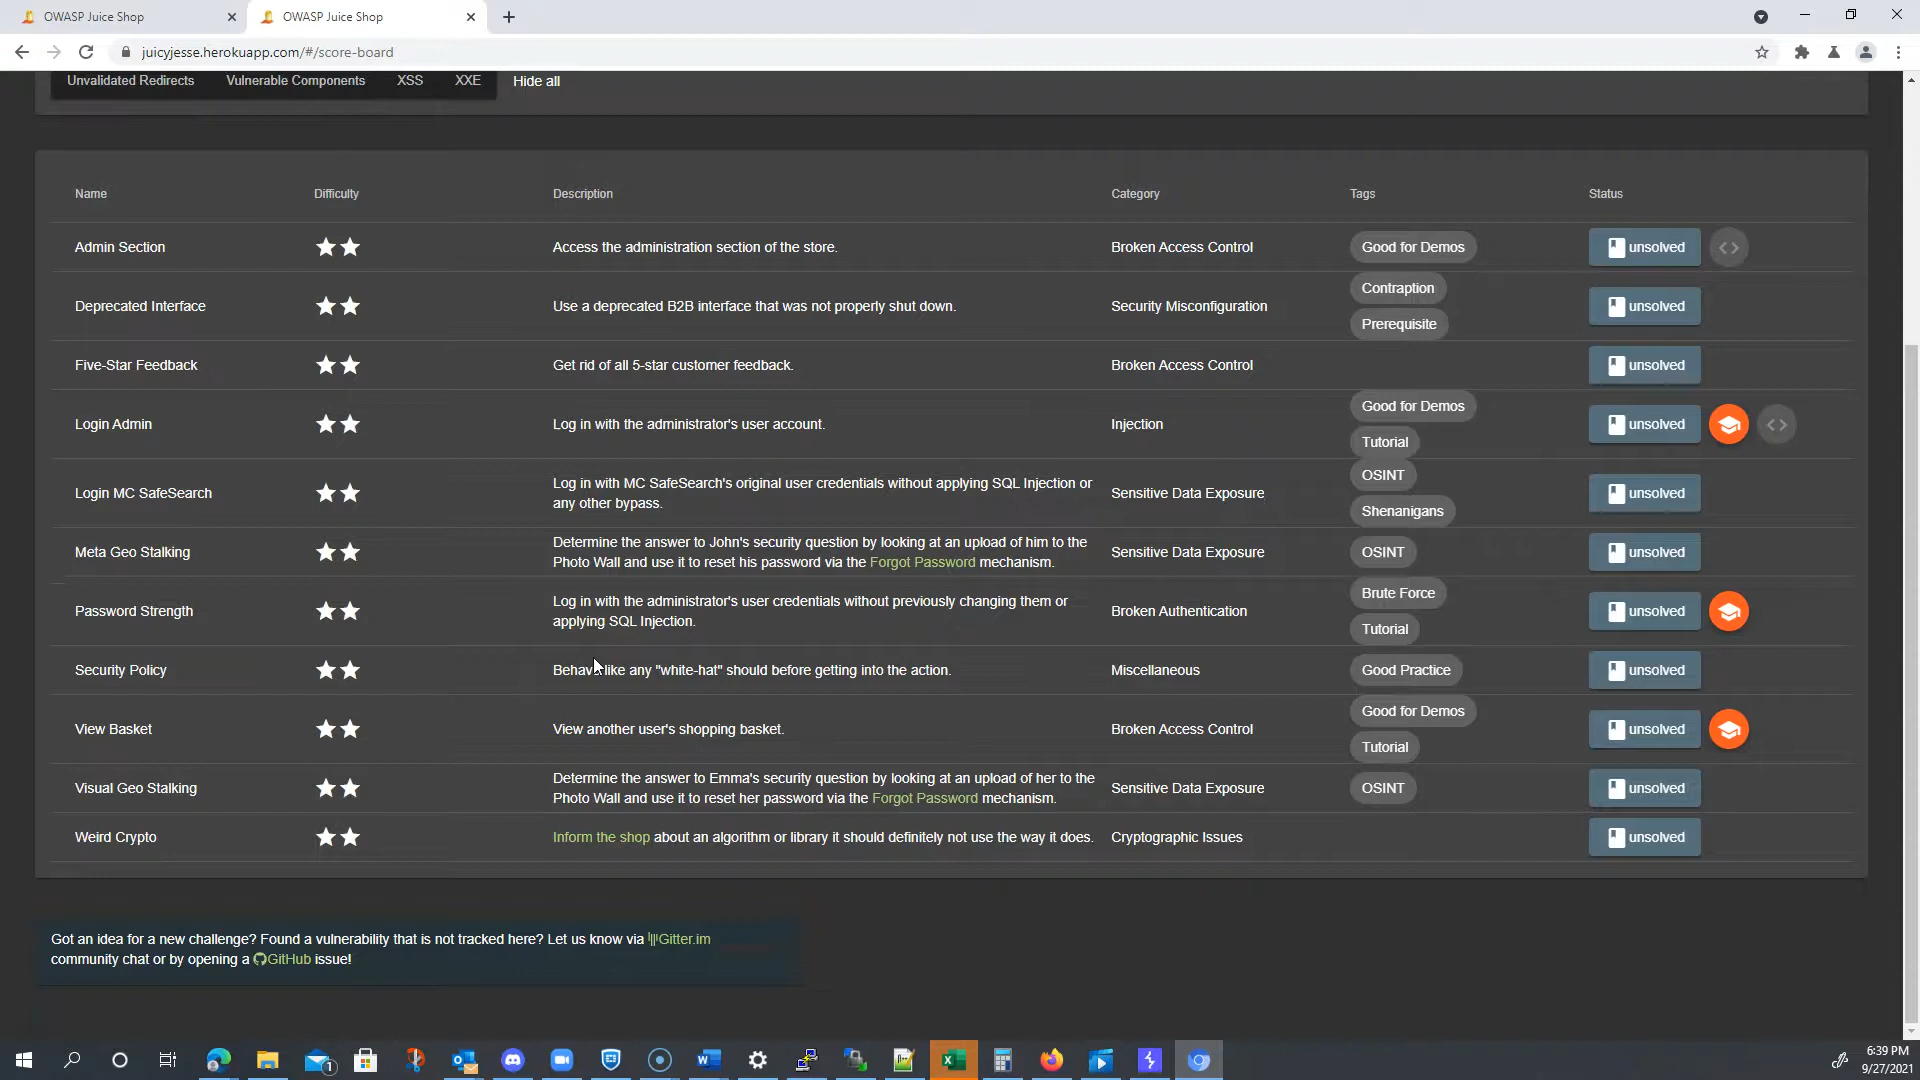 OWASP Juice Shop
OWASP Juice Shop
juicyjesse.herokuapp.com/#/score-board
Unvalidated Redirects Vulnerable Components XSS XXE Hide all
Name Difficulty Description Category Tags Status
Admin Section Access the administration section of the store. Broken Access Control Good for Demos unsolved
Deprecated Interface Use a deprecated B2B interface that was not properly shut down. Security Misconfiguration Contraption unsolved
Prerequisite
Five-Star Feedback Get rid of all 5-star customer feedback. Broken Access Control unsolved
Login Admin Log in with the administrator's user account. Injection Good for Demos unsolved
Tutorial
Login MC SafeSearch Log in with MC SafeSearch's original user credentials without applying SQL Injection or Sensitive Data Exposure OSINT unsolved
any other bypass. Shenanigans
Meta Geo Stalking Determine the answer to John's security question by looking at an upload of him to the Sensitive Data Exposure OSINT unsolved
Photo Wall and use it to reset his password via the Forgot Password mechanism.
Password Strength Log in with the administrator's user credentials without previously changing them or Broken Authentication Brute Force unsolved
applying SQL Injection. Tutorial
Security Policy Behave like any "white-hat" should before getting into the action. Miscellaneous Good Practice unsolved
View Basket View another user's shopping basket. Broken Access Control Good for Demos unsolved
Tutorial
Visual Geo Stalking Determine the answer to Emma's security question by looking at an upload of her to the Sensitive Data Exposure OSINT unsolved
Photo Wall and use it to reset her password via the Forgot Password mechanism.
Weird Crypto Inform the shop about an algorithm or library it should definitely not use the way it does. Cryptographic Issues unsolved
Got an idea for a new challenge? Found a vulnerability that is not tracked here? Let us know via Gitter.im
community chat or by opening a GitHub issue!
1
6:39 PM
9/27/2021